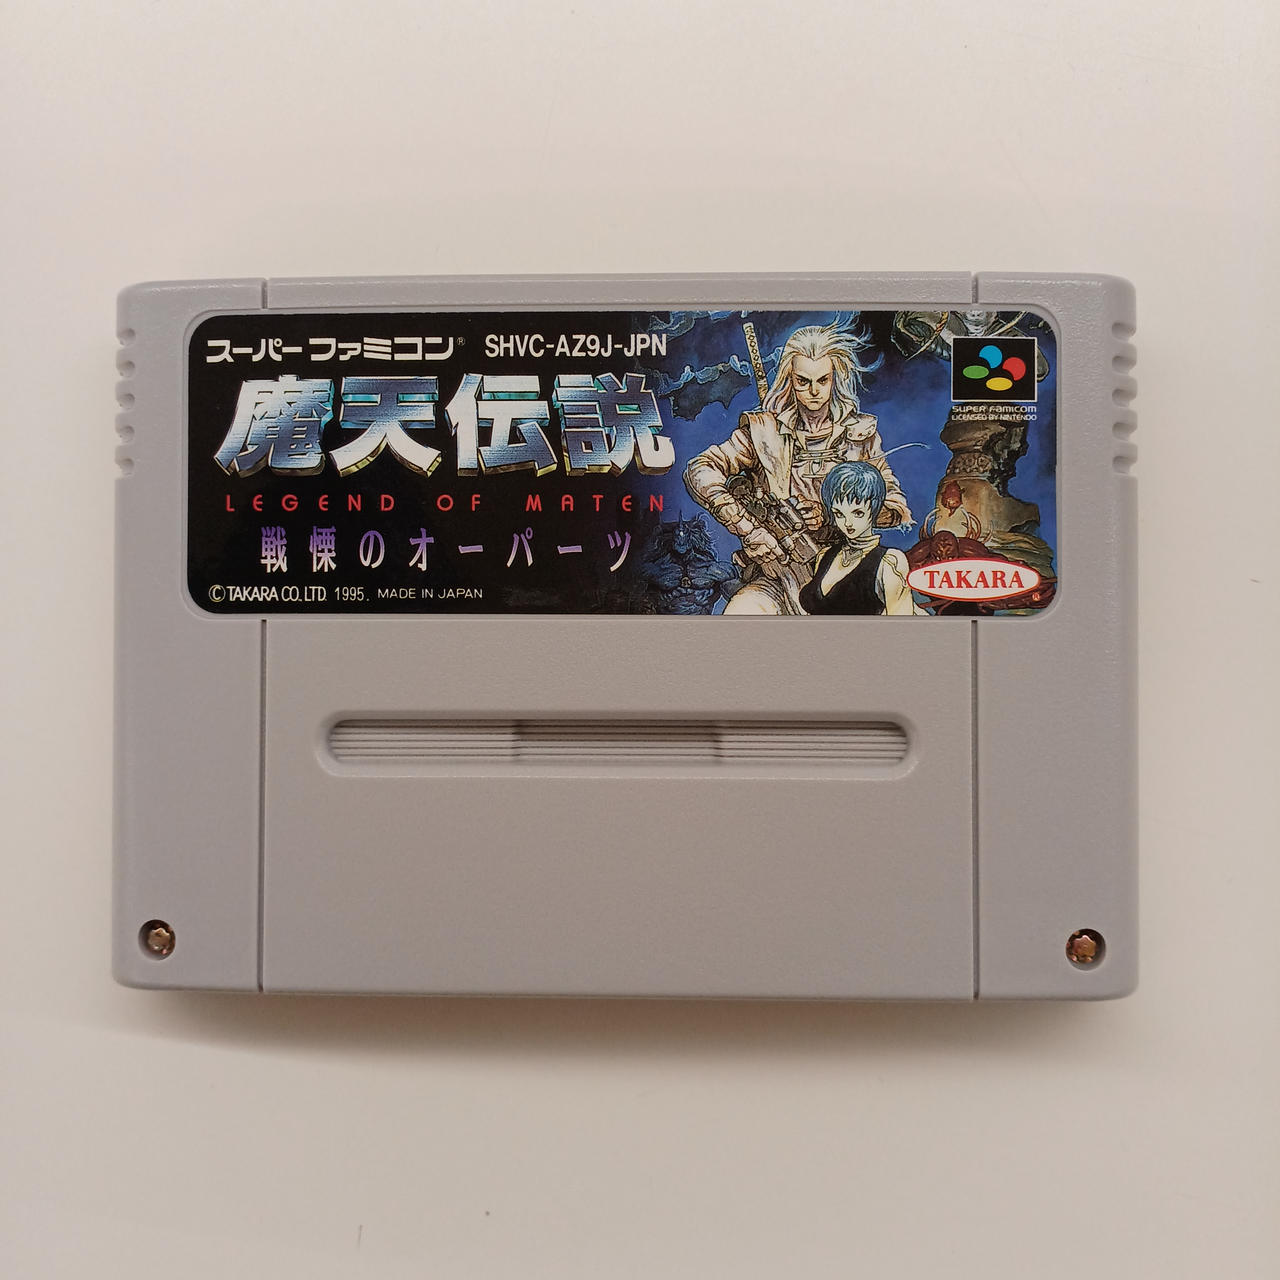 スーパーファミコン® SHVC-AZ9J-JPN
魔天伝説
LEGEND OF MATEN
戦慄のオーパーツ
©TAKARA CO.,LTD. 1995. MADE IN JAPAN
SUPER FAMICOM
LICENSED BY NINTENDO
TAKARA®